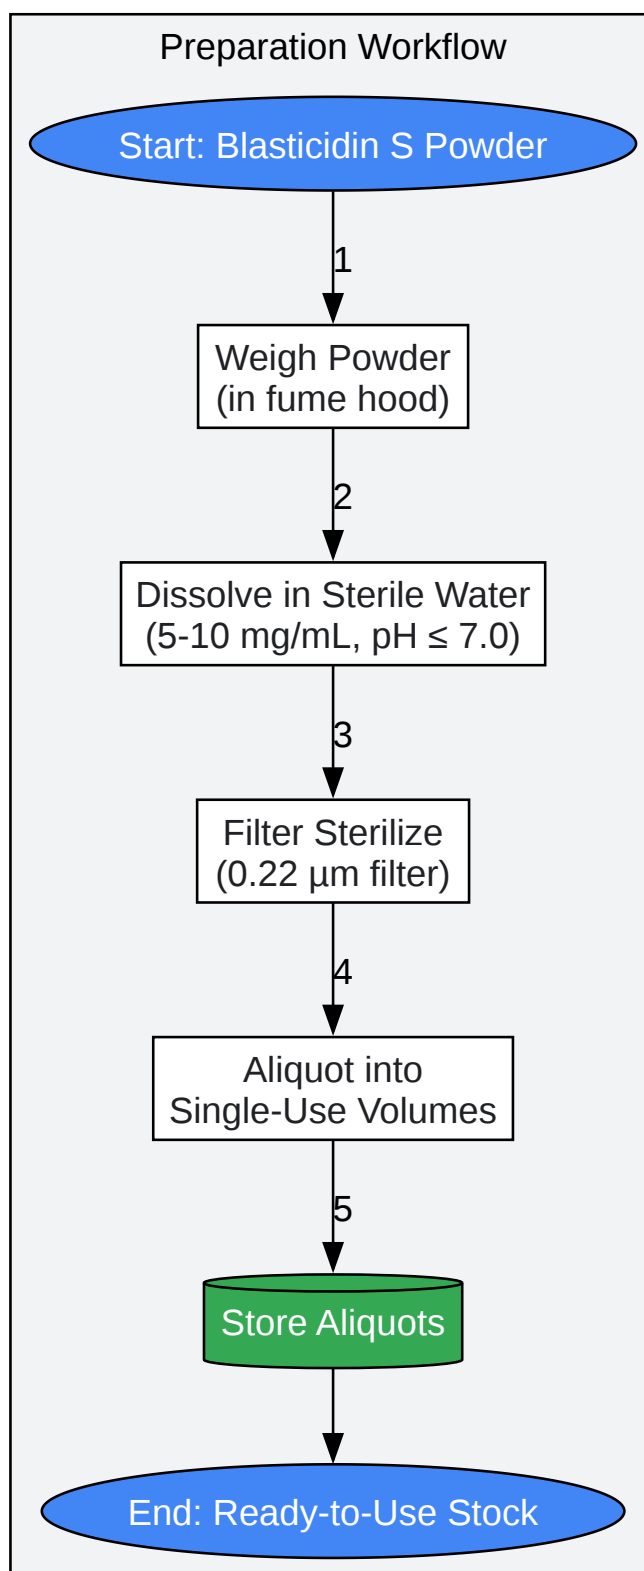 Preparation Workflow
Start: Blasticidin S Powder
1
Weigh Powder
(in fume hood)
2
Dissolve in Sterile Water
(5-10 mg/mL, pH ≤ 7.0)
3
Filter Sterilize
(0.22 µm filter)
4
Aliquot into
Single-Use Volumes
5
Store Aliquots
End: Ready-to-Use Stock